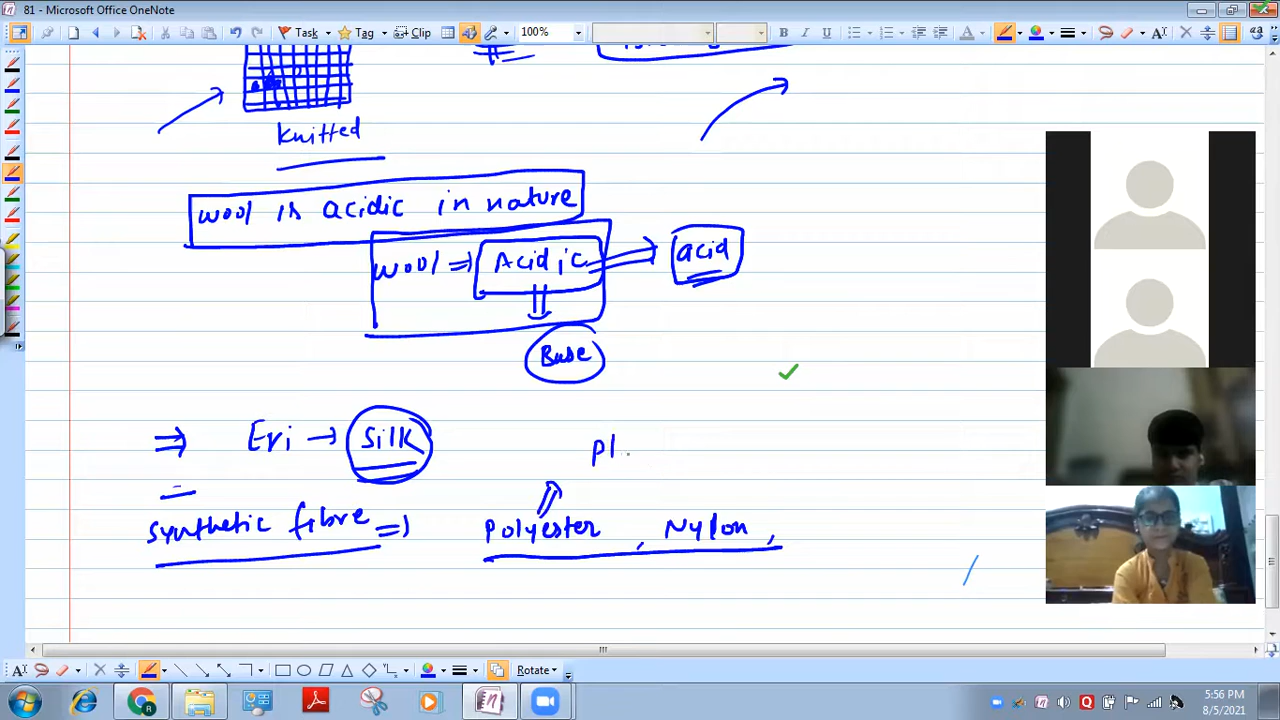 81 - Microsoft Office OneNote
Task Tag Clip 100% B I U A
Knitted
wool is acidic in nature
wool ⇒ Acidic ⇒ acid
Base
⇒ Eri → Silk
pl
synthetic fibre ⇒ Polyester, Nylon,
Rotate
5:56 PM
8/5/2021